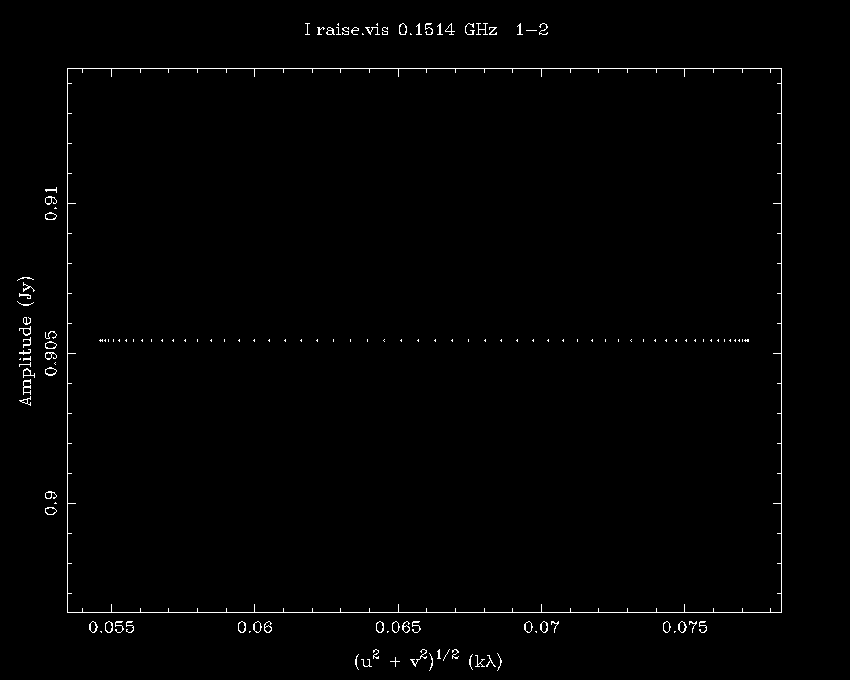 I raise.vis 0.1514 GHz 1-2
0.91
0.905
0.9
Amplitude (Jy)
0.055 0.06 0.065 0.07 0.075
(u² + v²)¹/² (kλ)